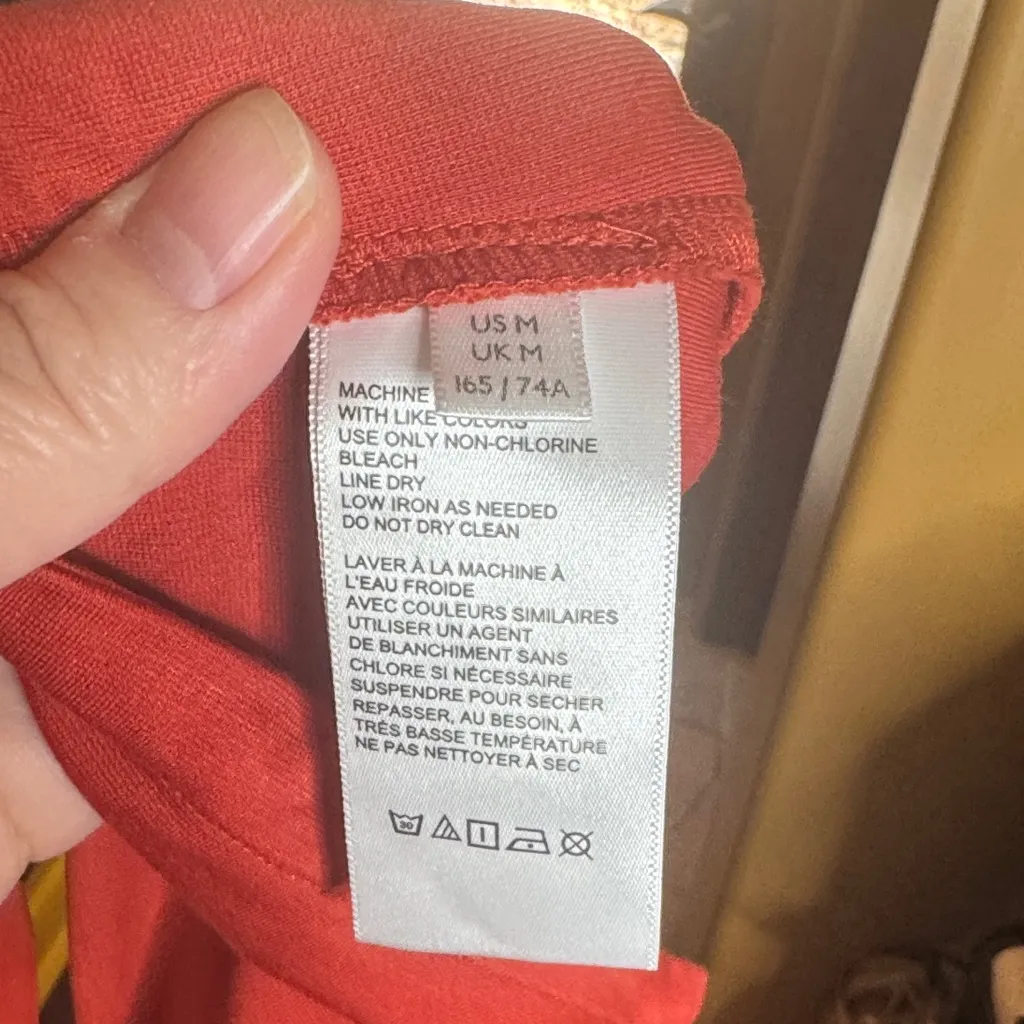 US M
UK M
165 / 74A
MACHINE
WITH LIKE COLORS
USE ONLY NON-CHLORINE
BLEACH
LINE DRY
LOW IRON AS NEEDED
DO NOT DRY CLEAN
LAVER À LA MACHINE À
L'EAU FROIDE
AVEC COULEURS SIMILAIRES
UTILISER UN AGENT
DE BLANCHIMENT SANS
CHLORE SI NÉCESSAIRE
SUSPENDRE POUR SECHER
REPASSER, AU BESOIN, À
TRÈS BASSE TEMPÉRATURE
NE PAS NETTOYER À SEC
30